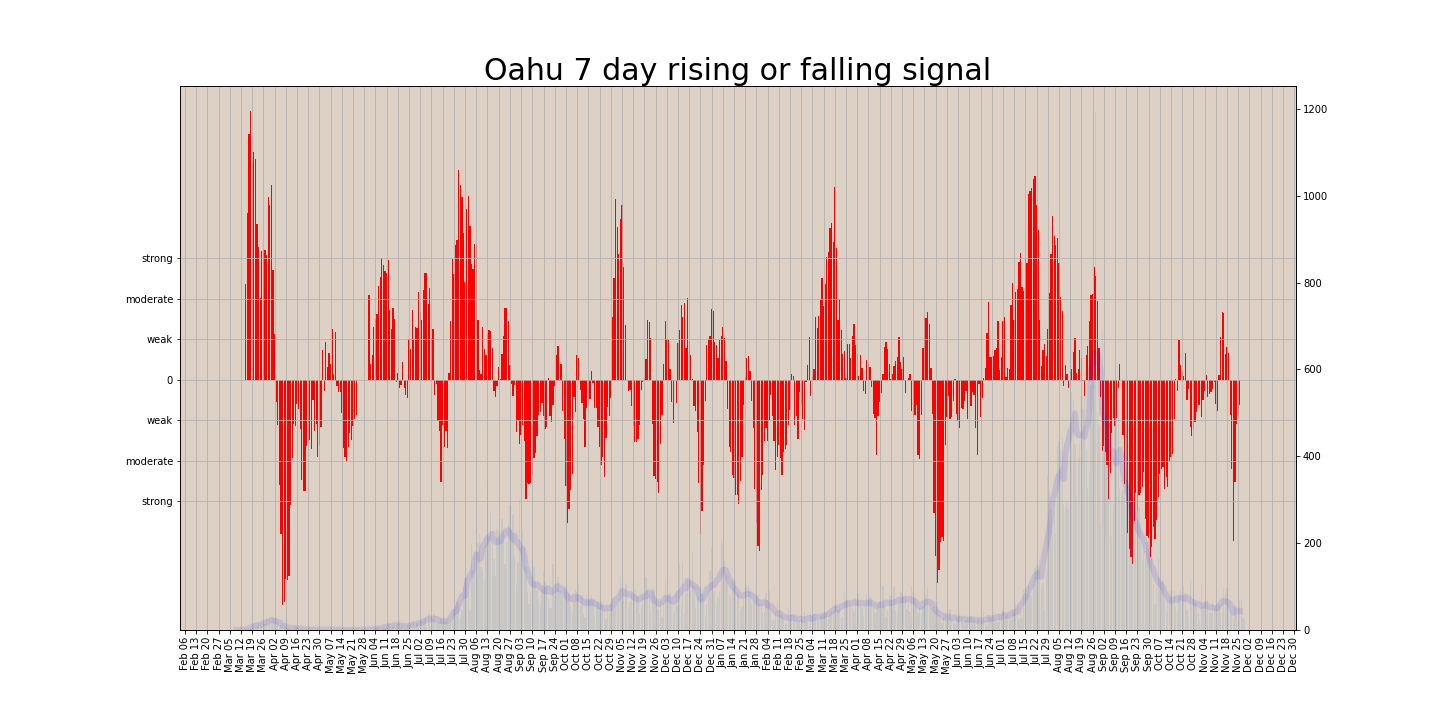 Oahu 7 day rising or falling signal
strong
moderate
weak
0
weak
moderate
strong
1200
1000
800
600
400
200
0
Feb 06
Feb 13
Feb 20
Feb 27
Mar 05
Mar 12
Mar 19
Mar 26
Apr 02
Apr 09
Apr 16
Apr 23
Apr 30
May 07
May 14
May 21
May 28
Jun 04
Jun 11
Jun 18
Jun 25
Jul 02
Jul 09
Jul 16
Jul 23
Jul 30
Aug 06
Aug 13
Aug 20
Aug 27
Sep 03
Sep 10
Sep 17
Sep 24
Oct 01
Oct 08
Oct 15
Oct 22
Oct 29
Nov 05
Nov 12
Nov 19
Nov 26
Dec 03
Dec 10
Dec 17
Dec 24
Dec 31
Jan 07
Jan 14
Jan 21
Jan 28
Feb 04
Feb 11
Feb 18
Feb 25
Mar 04
Mar 11
Mar 18
Mar 25
Apr 01
Apr 08
Apr 15
Apr 22
Apr 29
May 06
May 13
May 20
May 27
Jun 03
Jun 10
Jun 17
Jun 24
Jul 01
Jul 08
Jul 15
Jul 22
Jul 29
Aug 05
Aug 12
Aug 19
Aug 26
Sep 02
Sep 09
Sep 16
Sep 23
Sep 30
Oct 07
Oct 14
Oct 21
Oct 28
Nov 04
Nov 11
Nov 18
Nov 25
Dec 02
Dec 09
Dec 16
Dec 23
Dec 30